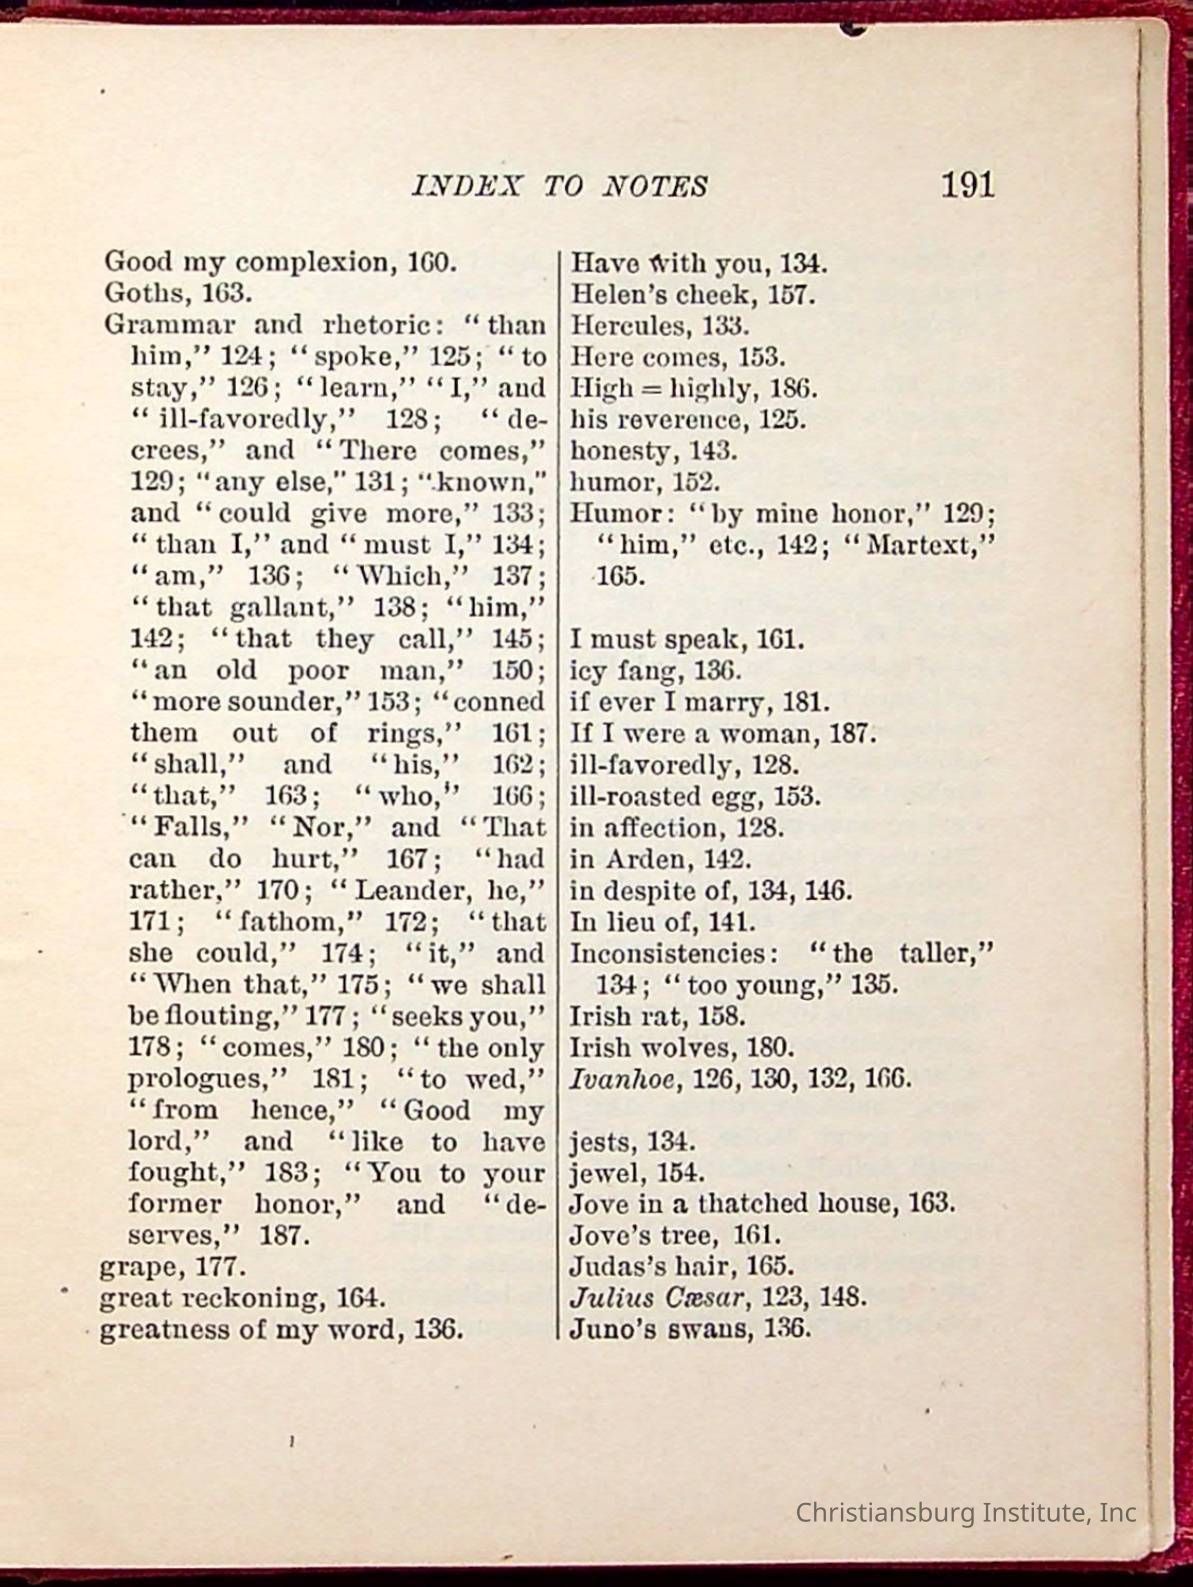 INDEX TO NOTES 191
Good my complexion, 160.
Goths, 163.
Grammar and rhetoric: "than
him," 124; "spoke," 125; "to
stay," 126; "learn," "I," and
"ill-favoredly," 128; "de-
crees," and "There comes,"
129; "any else," 131; "known,"
and "could give more," 133;
"than I," and "must I," 134;
"am," 136; "Which," 137;
"that gallant," 138; "him,"
142; "that they call," 145;
"an old poor man," 150;
"more sounder," 153; "conned
them out of rings," 161;
"shall," and "his," 162;
"that," 163; "who," 166;
"Falls," "Nor," and "That
can do hurt," 167; "had
rather," 170; "Leander, he,"
171; "fathom," 172; "that
she could," 174; "it," and
"When that," 175; "we shall
be flouting," 177; "seeks you,"
178; "comes," 180; "the only
prologues," 181; "to wed,"
"from hence," "Good my
lord," and "like to have
fought," 183; "You to your
former honor," and "de-
serves," 187.
grape, 177.
great reckoning, 164.
greatness of my word, 136.
Have with you, 134.
Helen's cheek, 157.
Hercules, 133.
Here comes, 153.
High = highly, 186.
his reverence, 125.
honesty, 143.
humor, 152.
Humor: "by mine honor," 129;
"him," etc., 142; "Martext,"
165.
I must speak, 161.
icy fang, 136.
if ever I marry, 181.
If I were a woman, 187.
ill-favoredly, 128.
ill-roasted egg, 153.
in affection, 128.
in Arden, 142.
in despite of, 134, 146.
In lieu of, 141.
Inconsistencies: "the taller,"
134; "too young," 135.
Irish rat, 158.
Irish wolves, 180.
Ivanhoe, 126, 130, 132, 166.
jests, 134.
jewel, 154.
Jove in a thatched house, 163.
Jove's tree, 161.
Judas's hair, 165.
Julius Cæsar, 123, 148.
Juno's swans, 136.
Christiansburg Institute, Inc